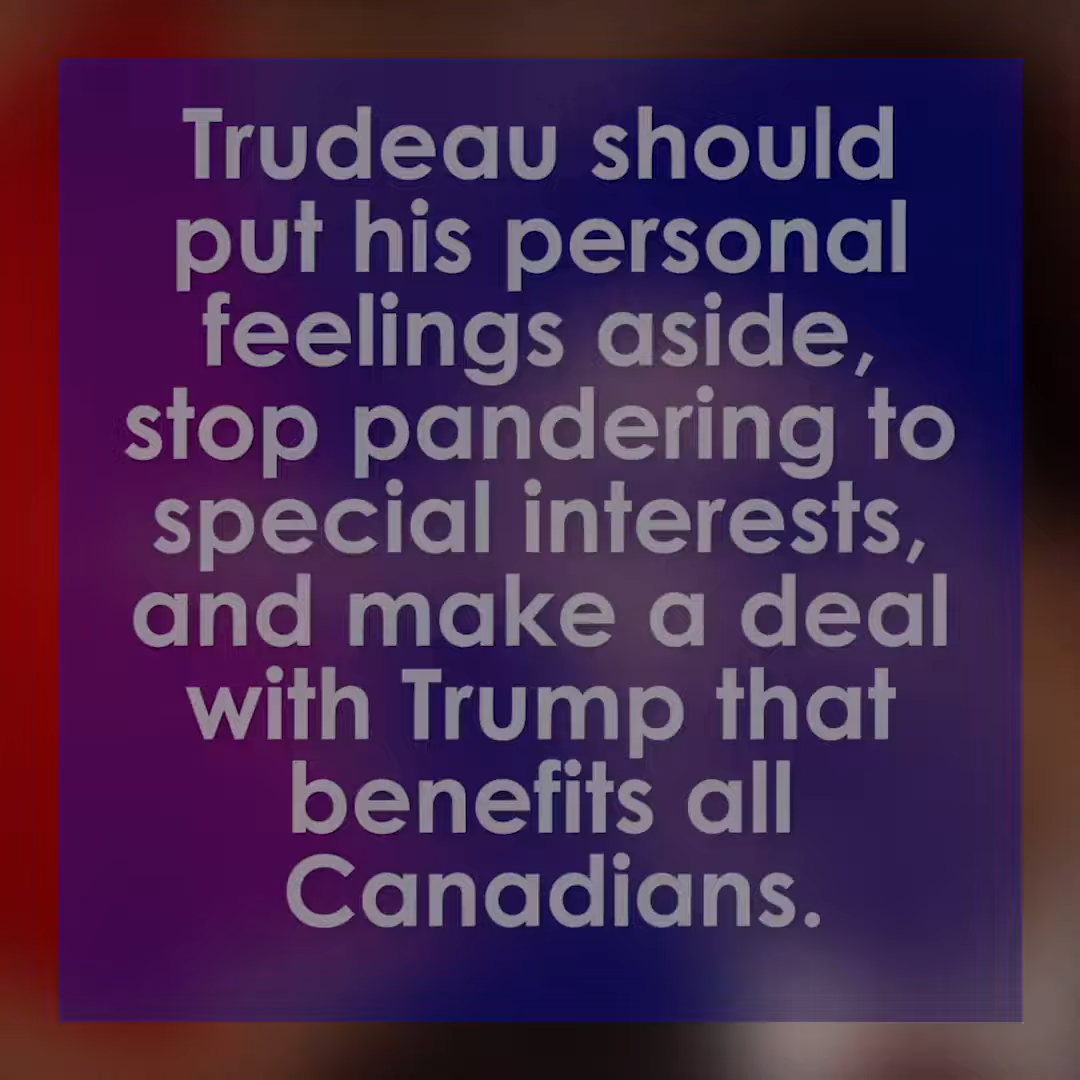 Trudeau should
put his personal
feelings aside,
stop pandering to
special interests,
and make a deal
with Trump that
benefits all
Canadians.